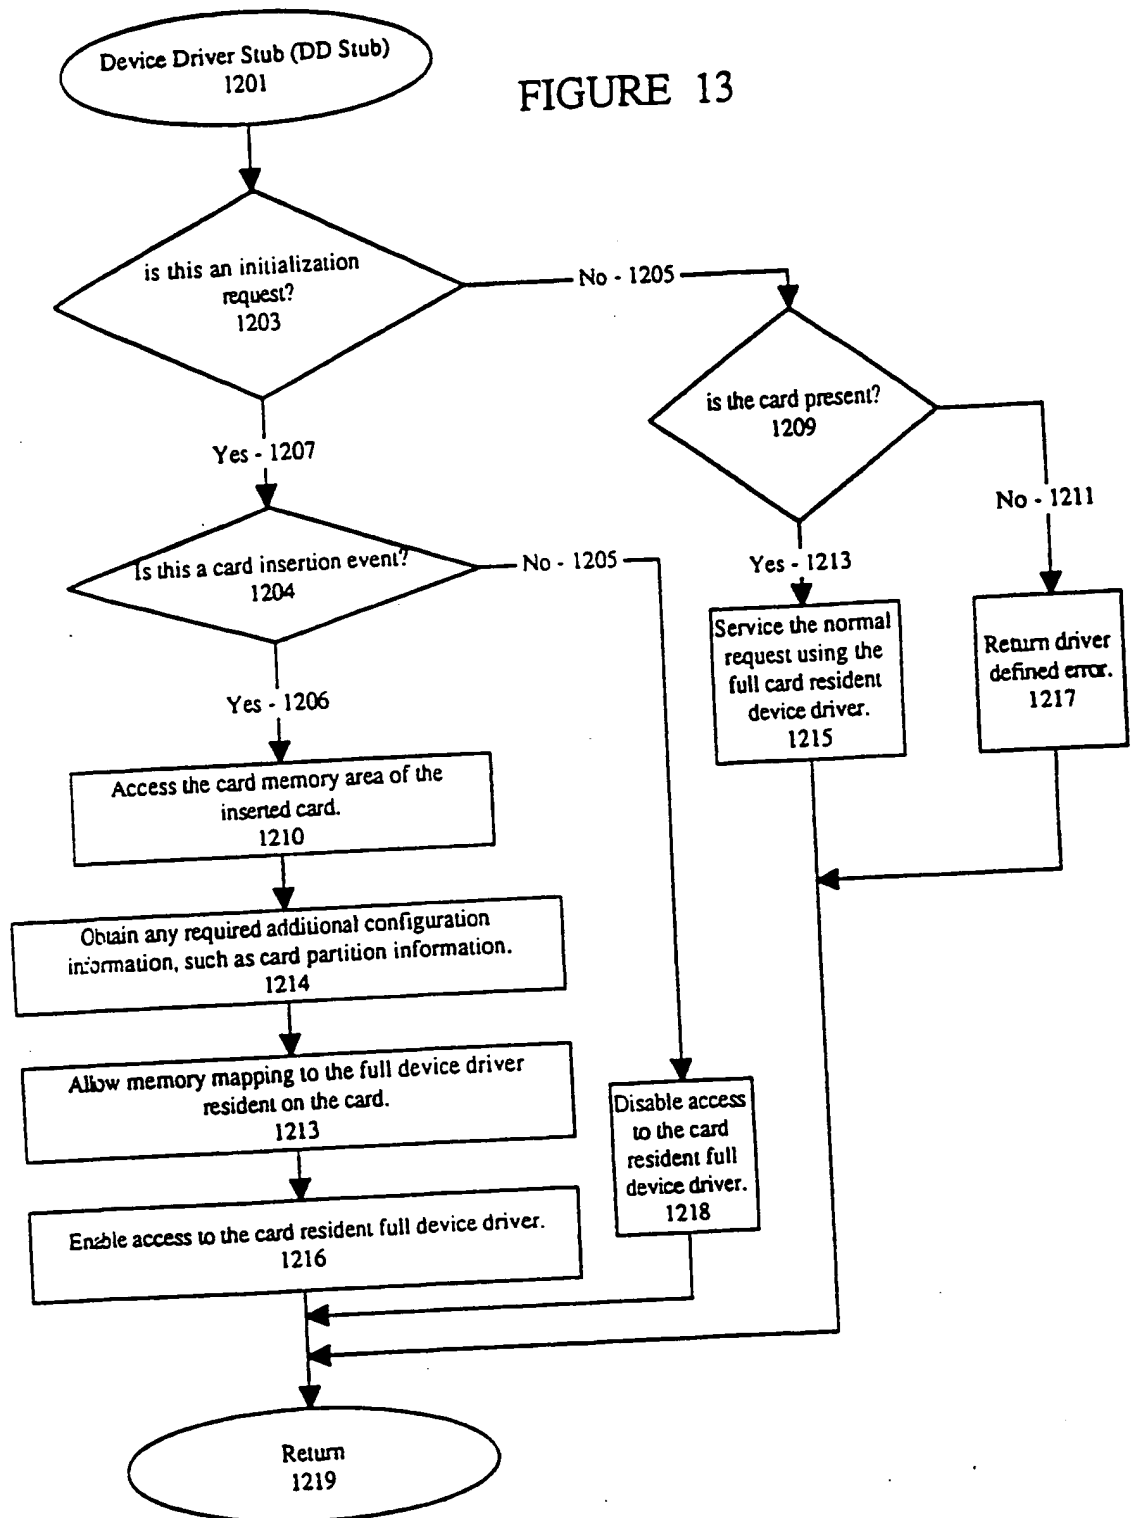 Device Driver Stub (DD Stub)
1201
FIGURE 13
is this an initialization
request?
1203
No - 1205
is the card present?
1209
Yes - 1207
No - 1211
Is this a card insertion event?
1204
No - 1205
Yes - 1213
Service the normal
request using the
full card resident
device driver.
1215
Return driver
defined error.
1217
Yes - 1206
Access the card memory area of the
inserted card.
1210
Obtain any required additional configuration
information, such as card partition information.
1214
Allow memory mapping to the full device driver
resident on the card.
1213
Disable access
to the card
resident full
device driver.
1218
Enable access to the card resident full device driver.
1216
Return
1219